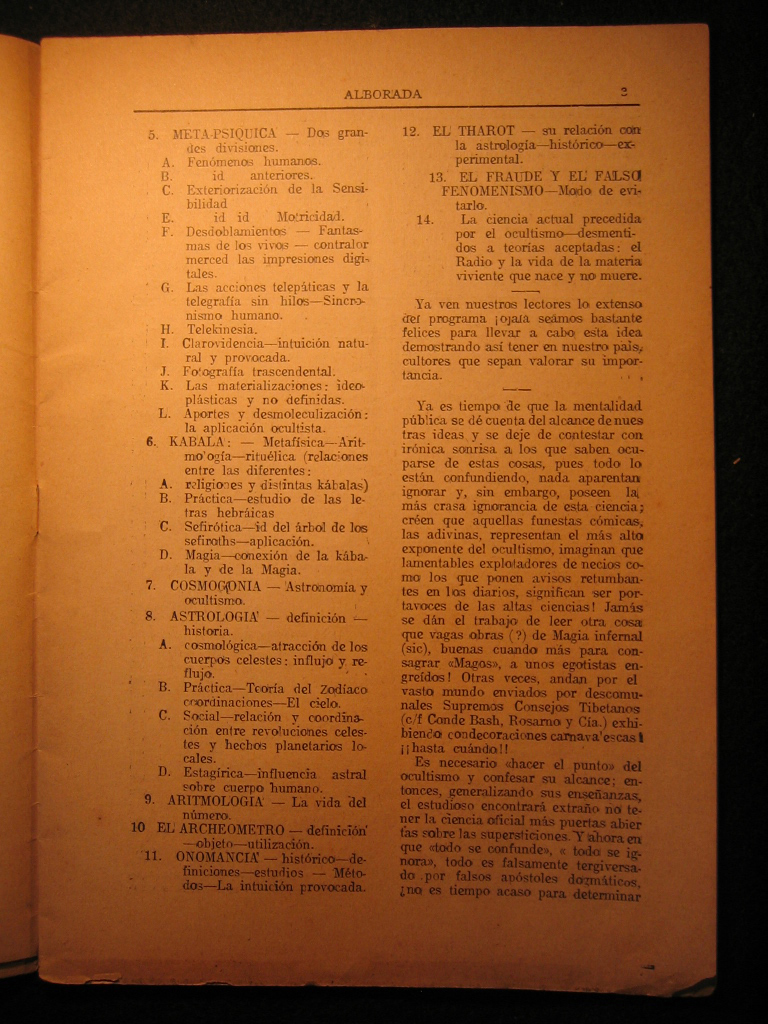 ALBORADA 3
5. META-PSIQUICA — Dos gran-
des divisiones.
A. Fenómenos humanos.
B. id anteriores.
C. Exteriorización de la Sensi-
bilidad
E. id id Motricidad.
F. Desdoblamientos — Fantas-
mas de los vivos — contralor
merced las impresiones digi-
tales.
G. Las acciones telepáticas y la
telegrafía sin hilos—Sincro-
nismo humano.
H. Telekinesia.
I. Clarovidencia—intuición natu-
ral y provocada.
J. Fotografía trascendental.
K. Las materializaciones: ideo-
plásticas y no definidas.
L. Aportes y desmoleculización:
la aplicación ocultista.
6. KABALA: — Metafísica—Arit-
mo'ogía—rituélica (relaciones
entre las diferentes:
A. religiones y distintas kábalas)
B. Práctica—estudio de las le-
tras hebráicas
C. Sefirótica—id del árbol de los
sefiroths—aplicación.
D. Magia—conexión de la kába-
la y de la Magia.
7. COSMOGONIA — Astronomía y
ocultismo.
8. ASTROLOGIA — definición —
historia.
A. cosmológica—atracción de los
cuerpos celestes: influjo y re-
flujo.
B. Práctica—Teoría del Zodíaco
coordinaciones—El cielo.
C. Social—relación y coordina-
ción entre revoluciones celes-
tes y hechos planetarios lo-
cales.
D. Estagírica—influencia astral
sobre cuerpo humano.
9. ARITMOLOGIA — La vida del
número.
10 EL ARCHEOMETRO — definición
—objeto—utilización.
11. ONOMANCIA — histórico—de-
finiciones—estudios — Méto-
dos—La intuición provocada.
12. EL THAROT — su relación con
la astrología—histórico—ex-
perimental.
13. EL FRAUDE Y EL FALSO
FENOMENISMO—Modo de evi-
tarlo.
14. La ciencia actual precedida
por el ocultismo—desmenti-
dos a teorías aceptadas: el
Radio y la vida de la materia
viviente que nace y no muere.
Ya ven nuestros lectores lo extenso
del programa ¡ojalá seamos bastante
felices para llevar a cabo esta idea
demostrando así tener en nuestro país,
cultores que sepan valorar su impor-
tancia.
Ya es tiempo de que la mentalidad
pública se dé cuenta del alcance de nues
tras ideas y se deje de contestar con
irónica sonrisa a los que saben ocu-
parse de estas cosas, pues todo lo
están confundiendo, nada aparentan
ignorar y, sin embargo, poseen la
más crasa ignorancia de esta ciencia;
créen que aquellas funestas cómicas,
las adivinas, representan el más alto
exponente del ocultismo, imaginan que
lamentables explotadores de necios co-
mo los que ponen avisos retumban-
tes en los diarios, significan ser por-
tavoces de las altas ciencias! Jamás
se dán el trabajo de leer otra cosa
que vagas obras (?) de Magia infernal
(sic), buenas cuando más para con-
sagrar «Magos», a unos egotistas en-
greídos! Otras veces, andan por el
vasto mundo enviados por descomu-
nales Supremos Consejos Tibetanos
(c/f Conde Bash, Rosarno y Cía.) exhi-
biendo condecoraciones carnava'escas!
¡¡hasta cuándo!!
Es necesario «hacer el punto» del
ocultismo y confesar su alcance; en-
tonces, generalizando sus enseñanzas,
el estudioso encontrará extraño no te-
ner la ciencia oficial más puertas abier
tas sobre las supersticiones. Y ahora en
que «todo se confunde», « todo se ig-
nora», todo es falsamente tergiversa-
do por falsos apóstoles dogmáticos,
¿no es tiempo acaso para determinar